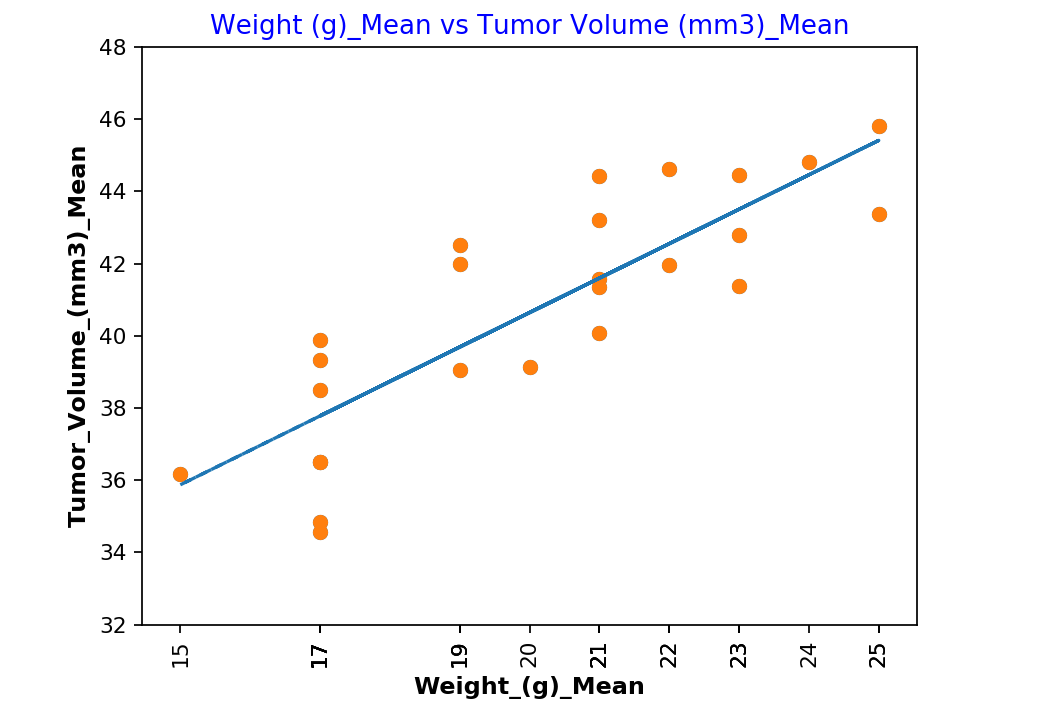 Weight (g)_Mean vs Tumor Volume (mm3)_Mean
48
46
44
42
40
38
36
34
32
Tumor_Volume_(mm3)_Mean
15 17 19 20 21 22 23 24 25
Weight_(g)_Mean